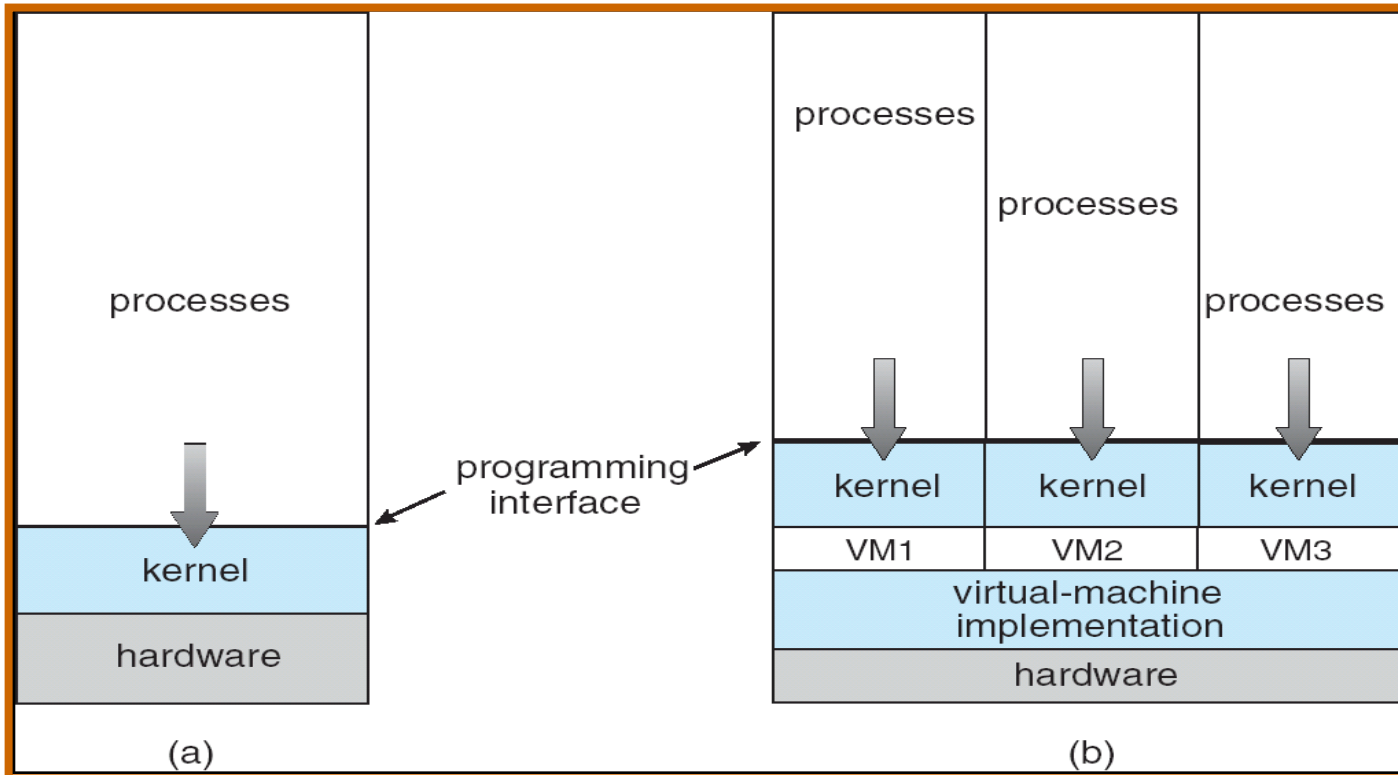 processes
kernel
hardware
(a)
programming
interface
processes
processes
processes
kernel
kernel
kernel
VM1
VM2
VM3
virtual-machine
implementation
hardware
(b)